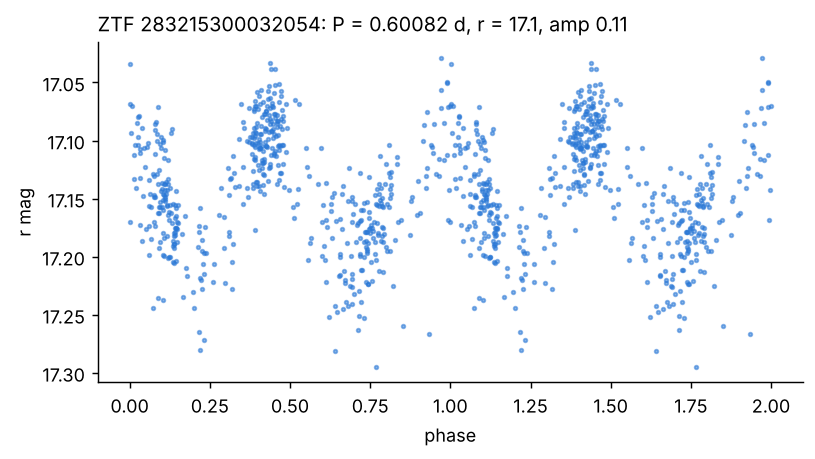 ZTF 283215300032054: P = 0.60082 d, r = 17.1, amp 0.11
17.05
17.10
17.15
17.20
17.25
17.30
r mag
0.00 0.25 0.50 0.75 1.00 1.25 1.50 1.75 2.00
phase